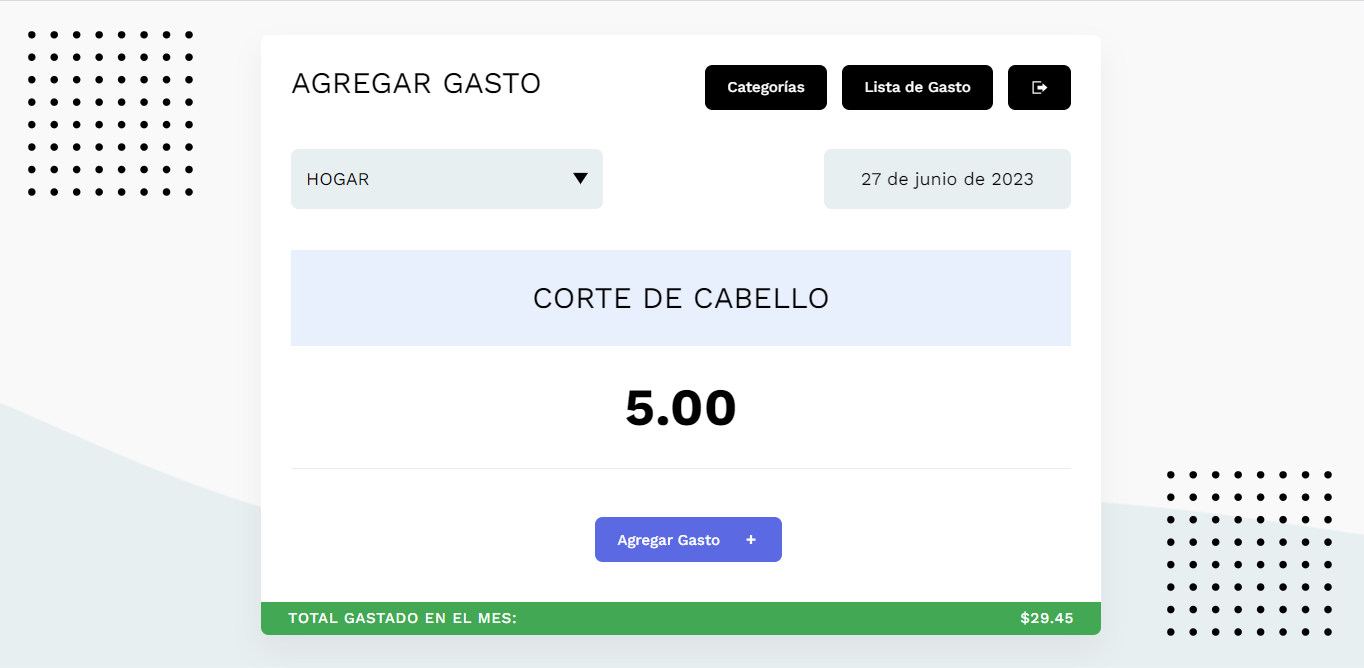 AGREGAR GASTO
Categorías
Lista de Gasto
HOGAR
27 de junio de 2023
CORTE DE CABELLO
5.00
Agregar Gasto +
TOTAL GASTADO EN EL MES: $29.45